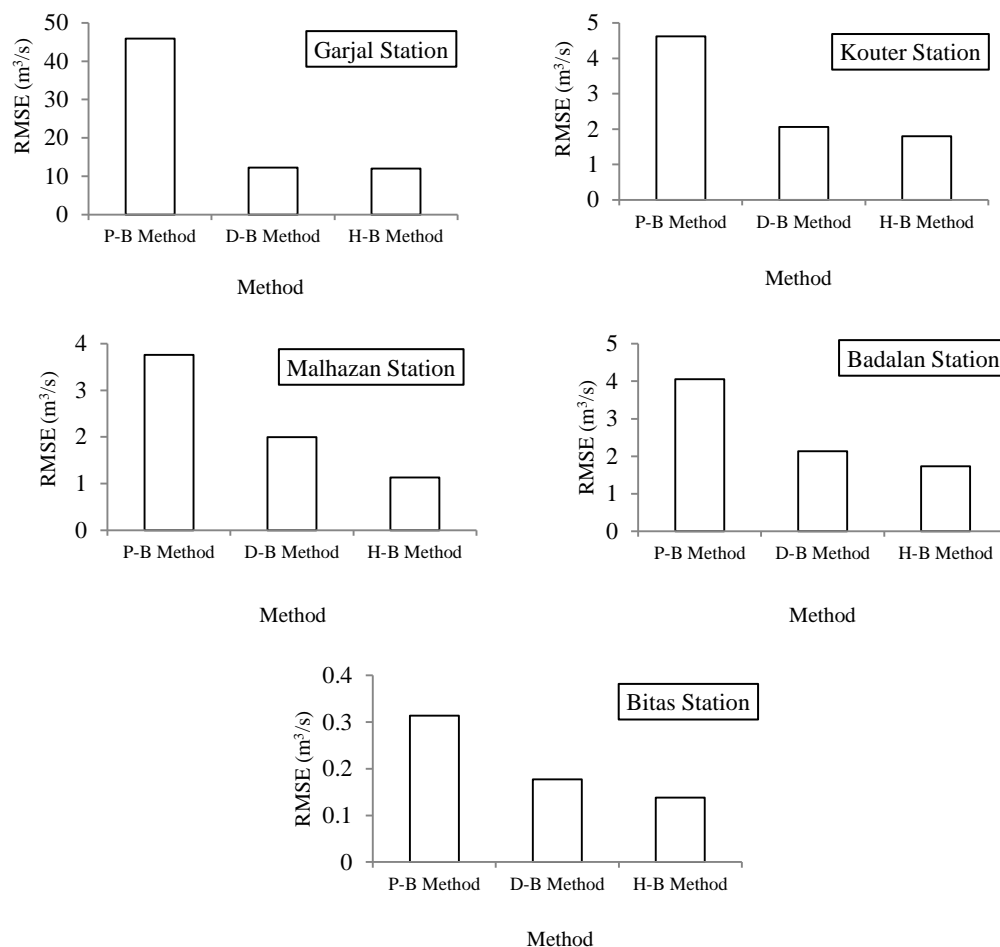 50
40
30
20
10
0
RMSE (m³/s)
Garjal Station
P-B Method D-B Method H-B Method
Method
5
4
3
2
1
0
RMSE (m³/s)
Kouter Station
P-B Method D-B Method H-B Method
Method
4
3
2
1
0
RMSE (m³/s)
Malhazan Station
P-B Method D-B Method H-B Method
Method
5
4
3
2
1
0
RMSE (m³/s)
Badalan Station
P-B Method D-B Method H-B Method
Method
0.4
0.3
0.2
0.1
0
RMSE (m³/s)
Bitas Station
P-B Method D-B Method H-B Method
Method